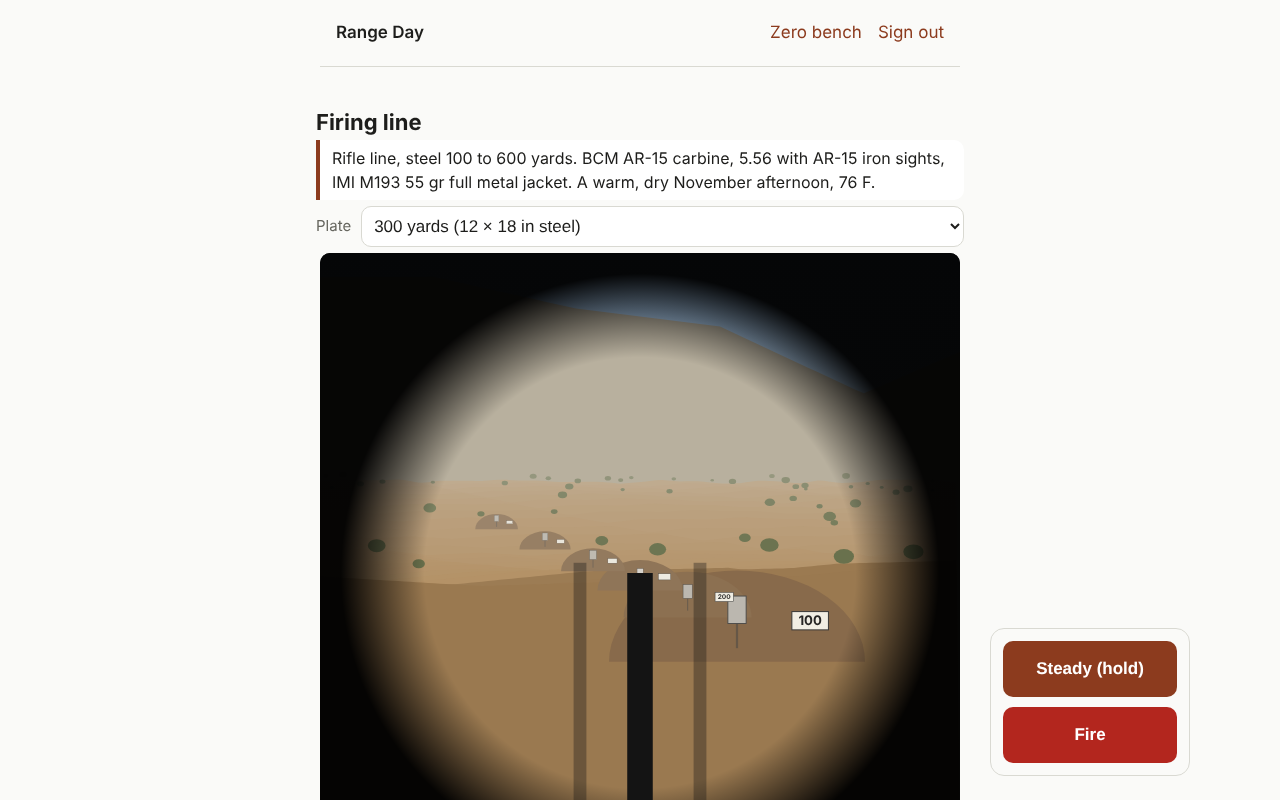 Range Day
Zero bench
Sign out
Firing line
Rifle line, steel 100 to 600 yards. BCM AR-15 carbine, 5.56 with AR-15 iron sights,
IMI M193 55 gr full metal jacket. A warm, dry November afternoon, 76 F.
Plate
300 yards (12 × 18 in steel)
200
100
Steady (hold)
Fire